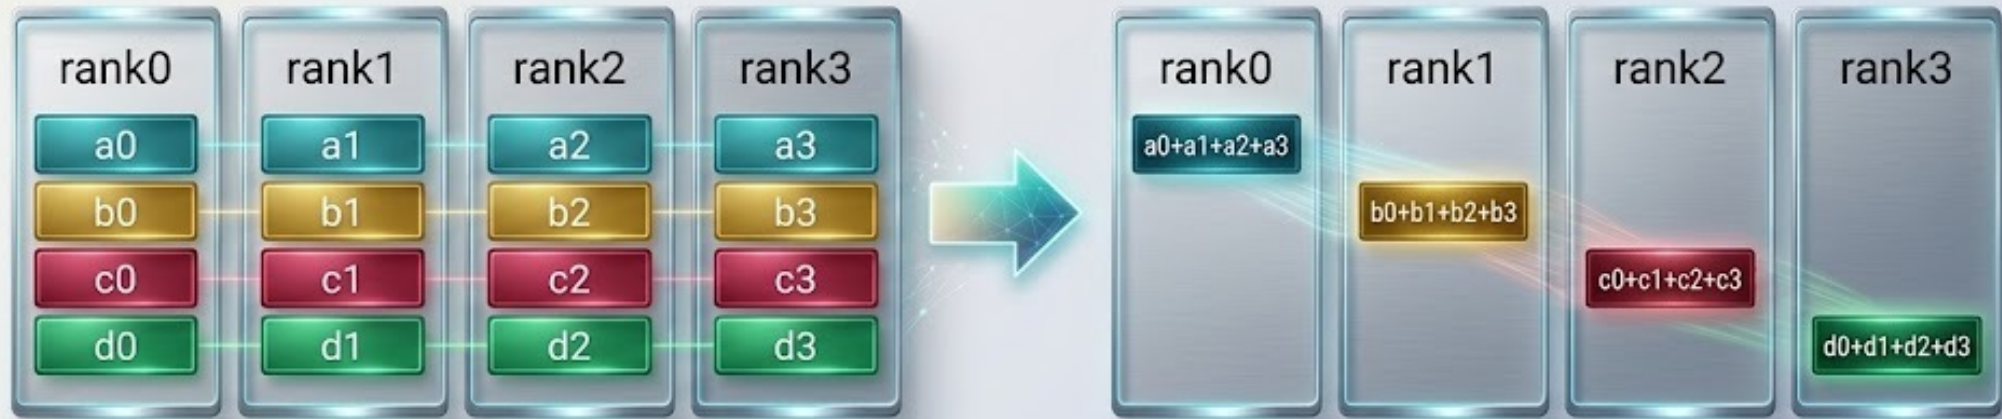 rank0 rank1 rank2 rank3
a0 a1 a2 a3
b0 b1 b2 b3
c0 c1 c2 c3
d0 d1 d2 d3
rank0 rank1 rank2 rank3
a0+a1+a2+a3
b0+b1+b2+b3
c0+c1+c2+c3
d0+d1+d2+d3